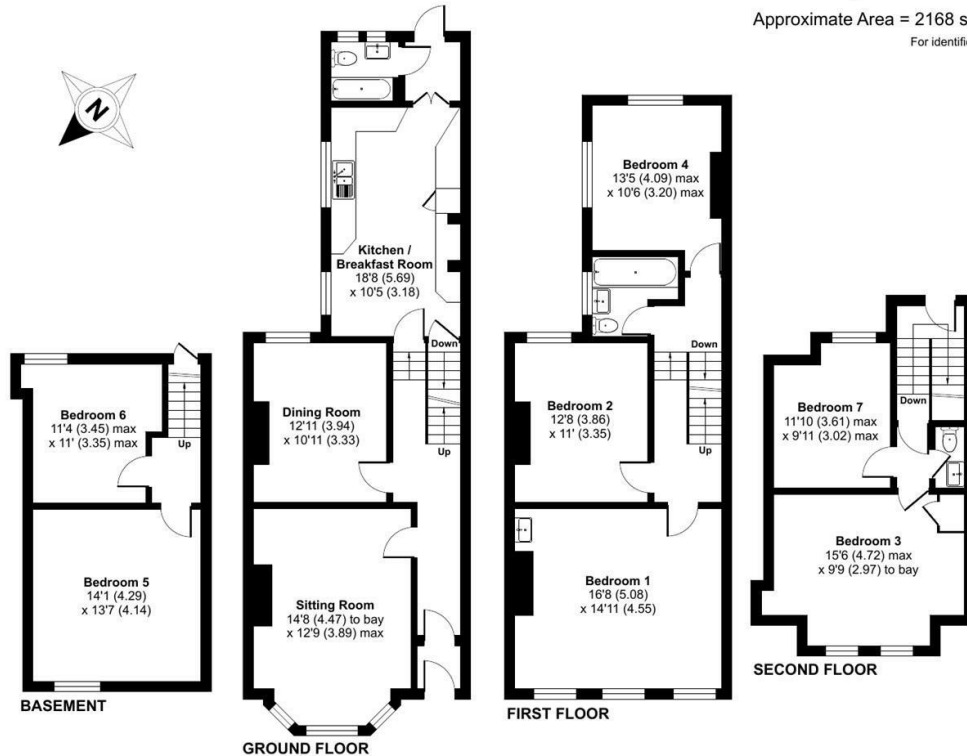 Approximate Area = 2168 s
For identific
N
Bedroom 4
13'5 (4.09) max
x 10'6 (3.20) max
Kitchen /
Breakfast Room
18'8 (5.69)
x 10'5 (3.18)
Down
Up
Dining Room
12'11 (3.94)
x 10'11 (3.33)
Bedroom 2
12'8 (3.86)
x 11' (3.35)
Down
Up
Bedroom 6
11'4 (3.45) max
x 11' (3.35) max
Up
Bedroom 7
11'10 (3.61) max
x 9'11 (3.02) max
Down
Bedroom 5
14'1 (4.29)
x 13'7 (4.14)
Sitting Room
14'8 (4.47) to bay
x 12'9 (3.89) max
Bedroom 1
16'8 (5.08)
x 14'11 (4.55)
Bedroom 3
15'6 (4.72) max
x 9'9 (2.97) to bay
BASEMENT
GROUND FLOOR
FIRST FLOOR
SECOND FLOOR